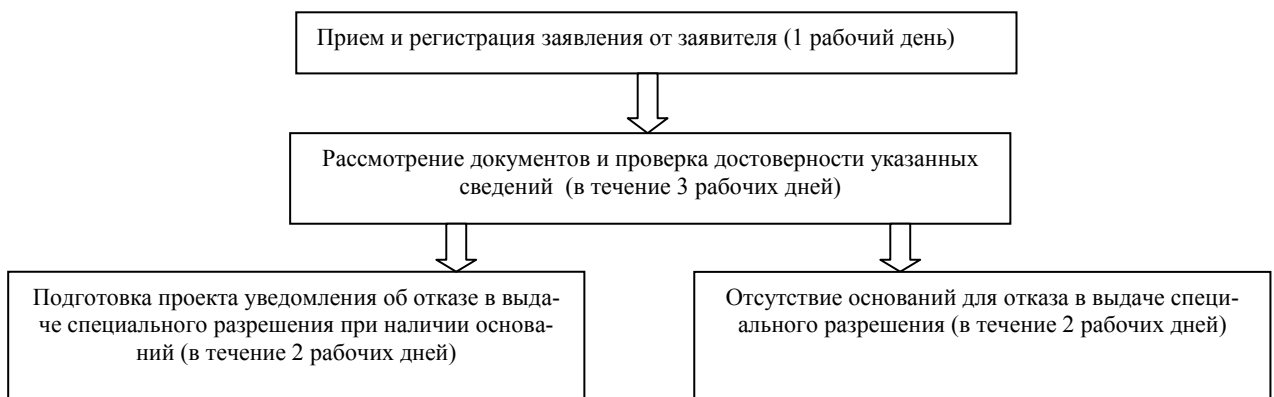 Прием и регистрация заявления от заявителя (1 рабочий день)
Рассмотрение документов и проверка достоверности указанных
сведений (в течение 3 рабочих дней)
Подготовка проекта уведомления об отказе в выда-
че специального разрешения при наличии основа-
ний (в течение 2 рабочих дней)
Отсутствие оснований для отказа в выдаче специ-
ального разрешения (в течение 2 рабочих дней)